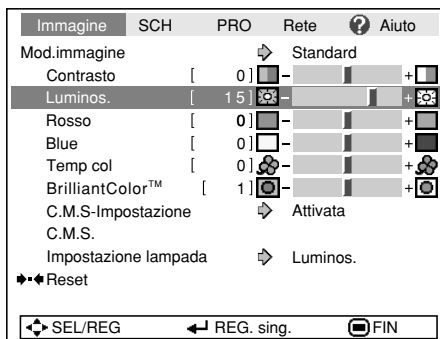 Immagine SCH PRO Rete ? Aiuto
Mod.immagine Standard
Contrasto [ 0] - +
Luminos. [ 15] - +
Rosso [ 0] - +
Blue [ 0] - +
Temp col [ 0] - +
BrilliantColor™ [ 1] - +
C.M.S-Impostazione Attivata
C.M.S.
Impostazione lampada Luminos.
Reset
SEL/REG REG. sing. FIN